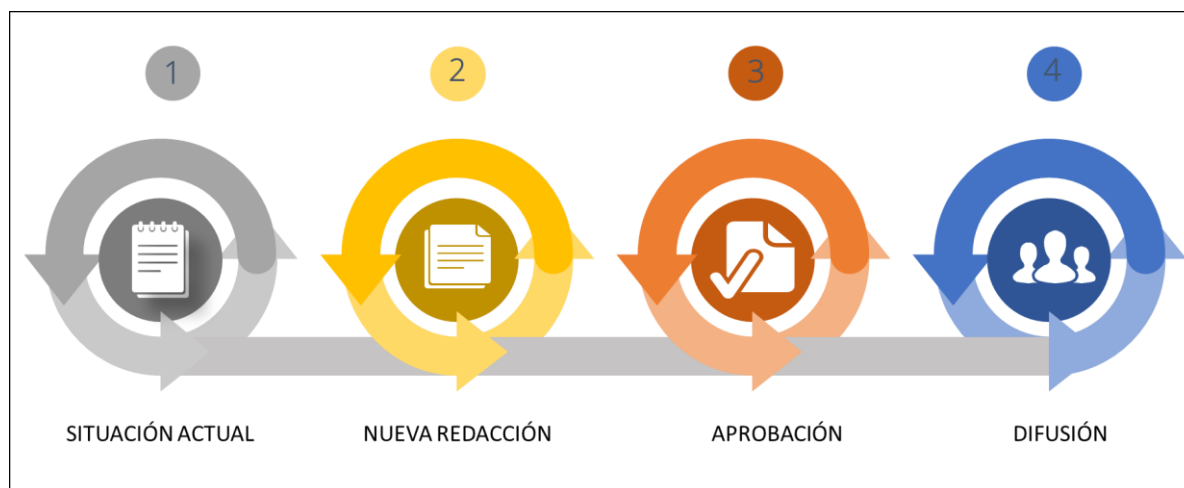 1
2
3
4
SITUACIÓN ACTUAL
NUEVA REDACCIÓN
APROBACIÓN
DIFUSIÓN